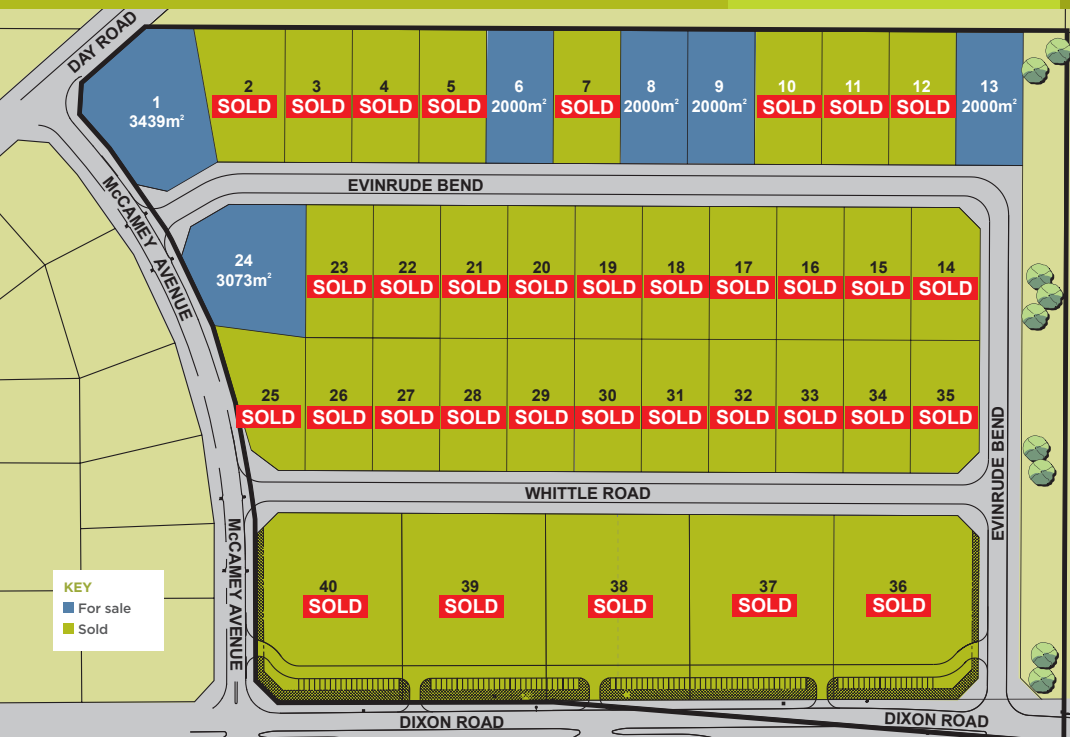 DAY ROAD
1
3439m²
2
SOLD
3
SOLD
4
SOLD
5
SOLD
6
2000m²
7
SOLD
8
2000m²
9
2000m²
10
SOLD
11
SOLD
12
SOLD
13
2000m²
EVINRUDE BEND
McCAMEY AVENUE
24
3073m²
23
SOLD
22
SOLD
21
SOLD
20
SOLD
19
SOLD
18
SOLD
17
SOLD
16
SOLD
15
SOLD
14
SOLD
25
SOLD
26
SOLD
27
SOLD
28
SOLD
29
SOLD
30
SOLD
31
SOLD
32
SOLD
33
SOLD
34
SOLD
35
SOLD
EVINRUDE BEND
WHITTLE ROAD
McCAMEY AVENUE
40
SOLD
39
SOLD
38
SOLD
37
SOLD
36
SOLD
KEY
For sale
Sold
DIXON ROAD
DIXON ROAD